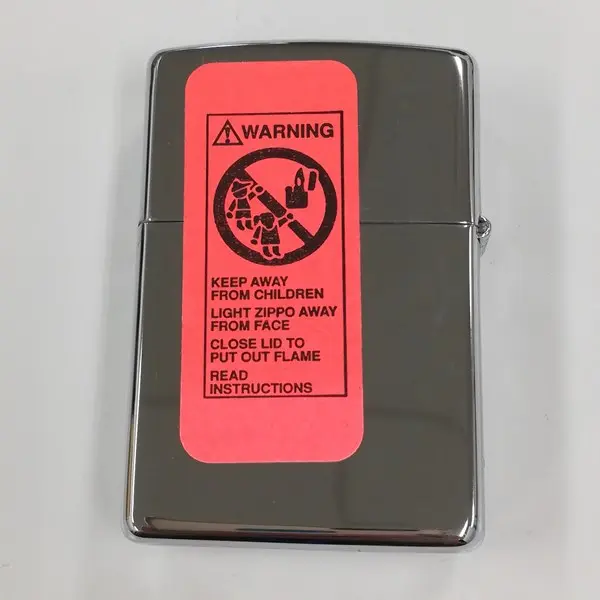 WARNING
KEEP AWAY
FROM CHILDREN
LIGHT ZIPPO AWAY
FROM FACE
CLOSE LID TO
PUT OUT FLAME
READ
INSTRUCTIONS